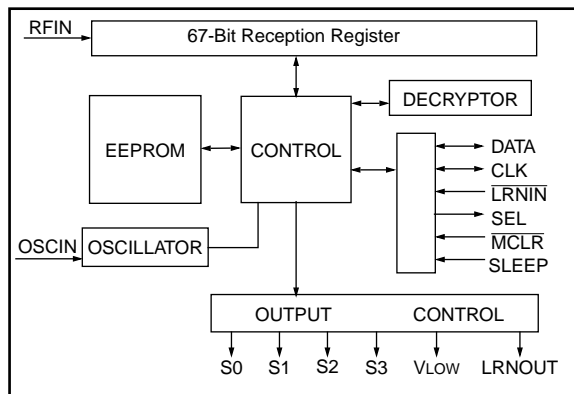 RFIN
67-Bit Reception Register
DECRYPTOR
EEPROM
CONTROL
DATA
CLK
LRNIN
SEL
MCLR
SLEEP
OSCIN
OSCILLATOR
OUTPUT CONTROL
S0 S1 S2 S3 VLOW LRNOUT